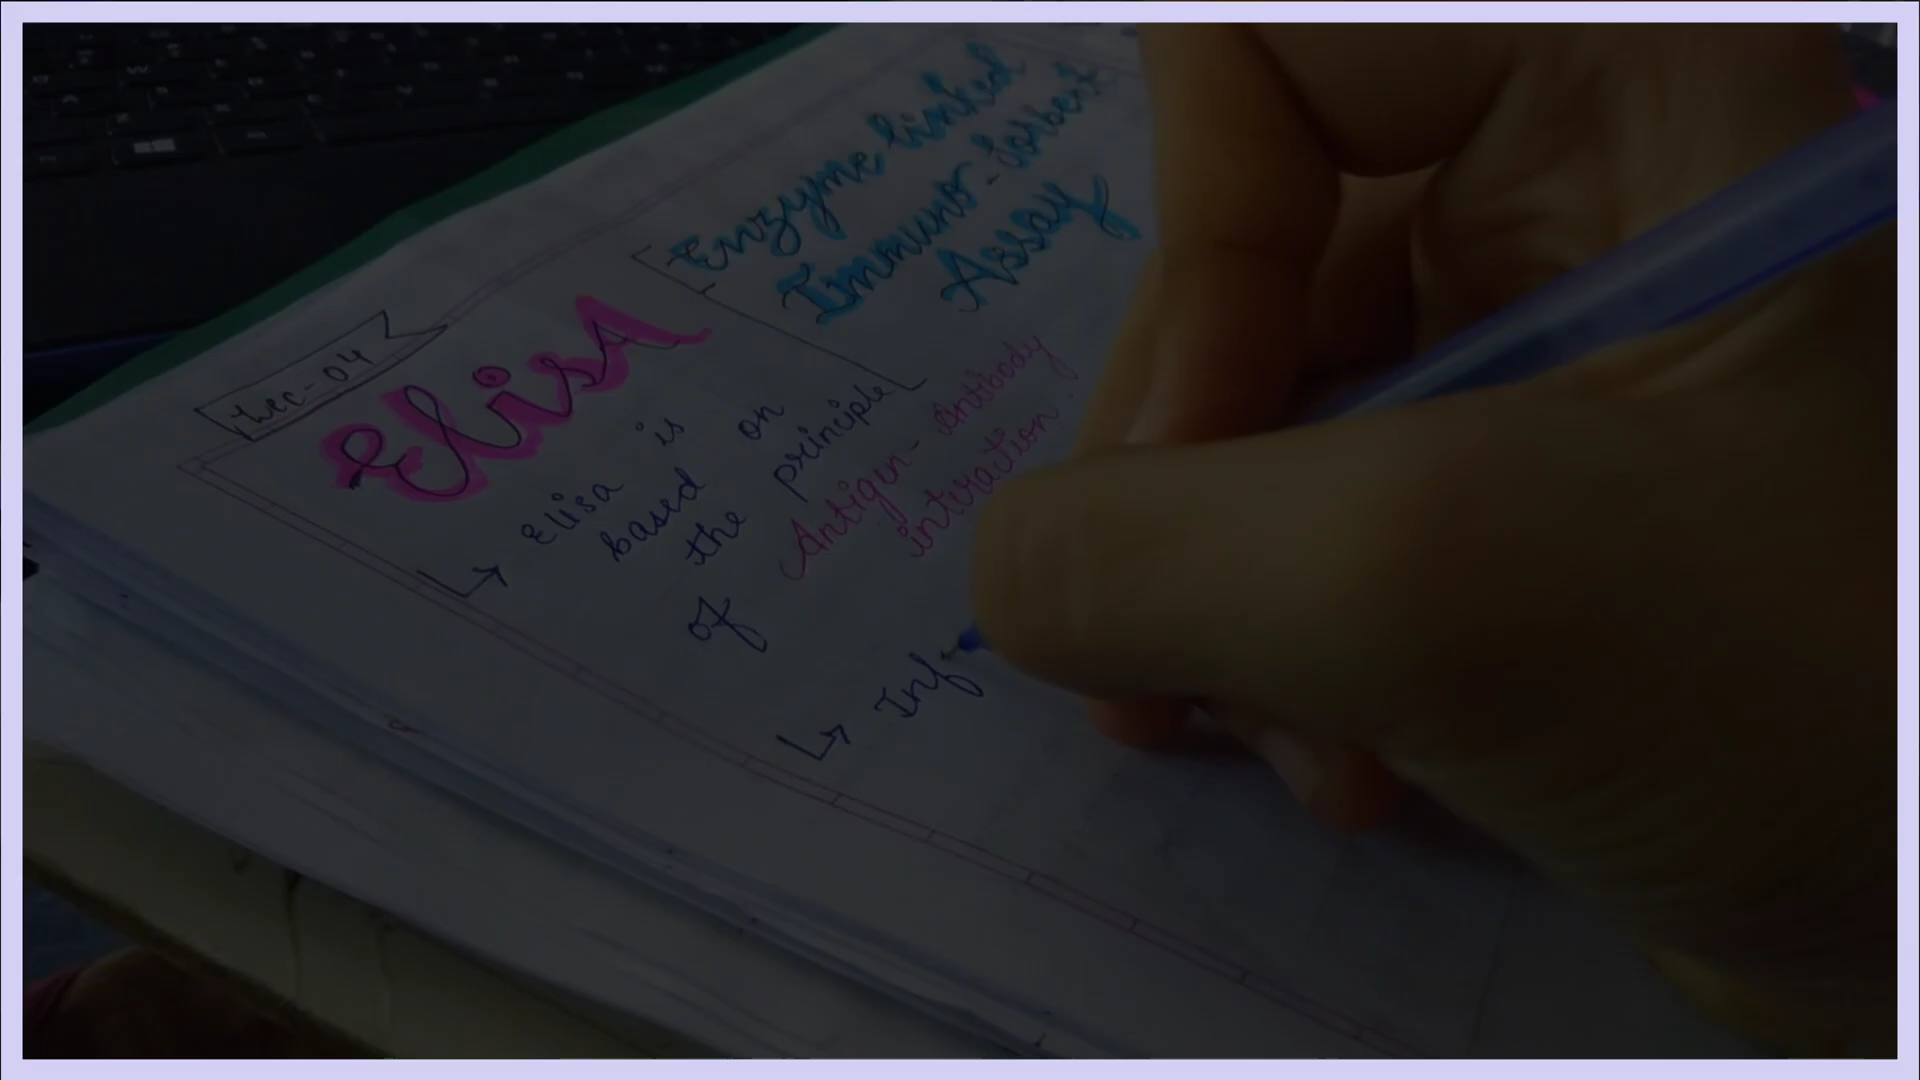 Lec-04
Elisa
Enzyme linked
Immuno-Sorbent
Assay
Elisa is
based on
the principle
of Antigen-Antibody
interaction.
Inf